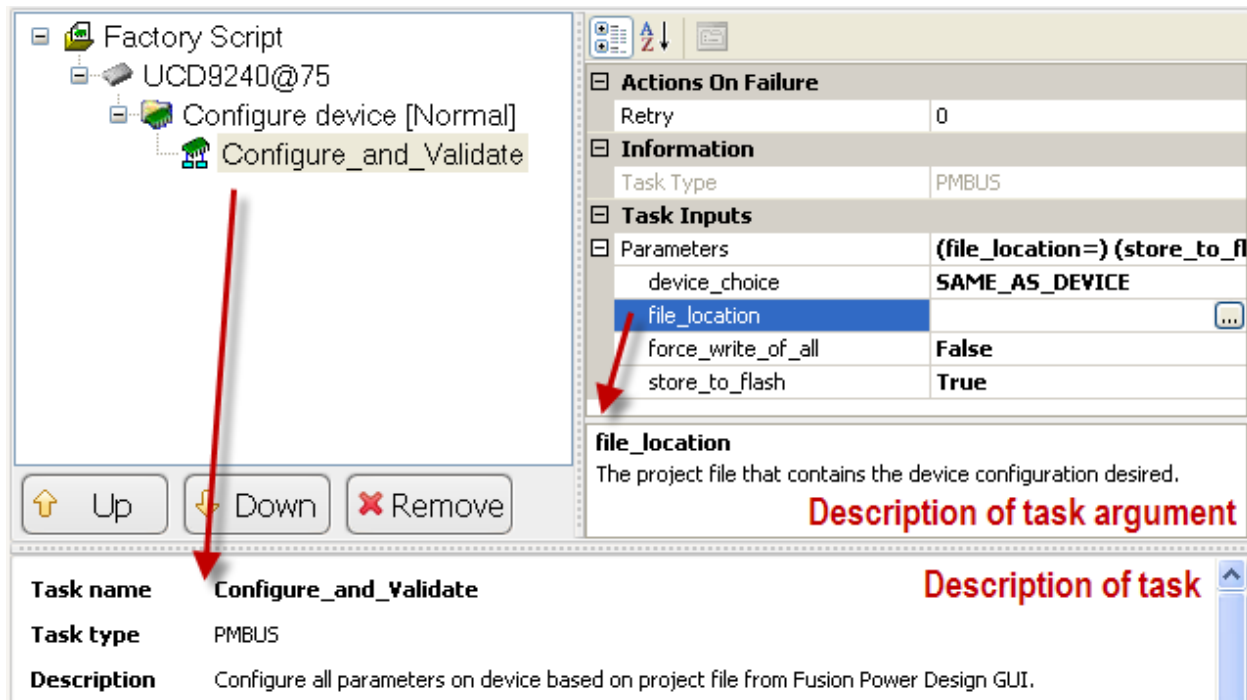 Factory Script
UCD9240@75
Configure device [Normal]
Configure_and_Validate
Up
Down
Remove
Actions On Failure
Retry 0
Information
Task Type PMBUS
Task Inputs
Parameters (file_location=) (store_to_fl
device_choice SAME_AS_DEVICE
file_location ...
force_write_of_all False
store_to_flash True
file_location
The project file that contains the device configuration desired.
Description of task argument
Task name Configure_and_Validate
Description of task
Task type PMBUS
Description Configure all parameters on device based on project file from Fusion Power Design GUI.